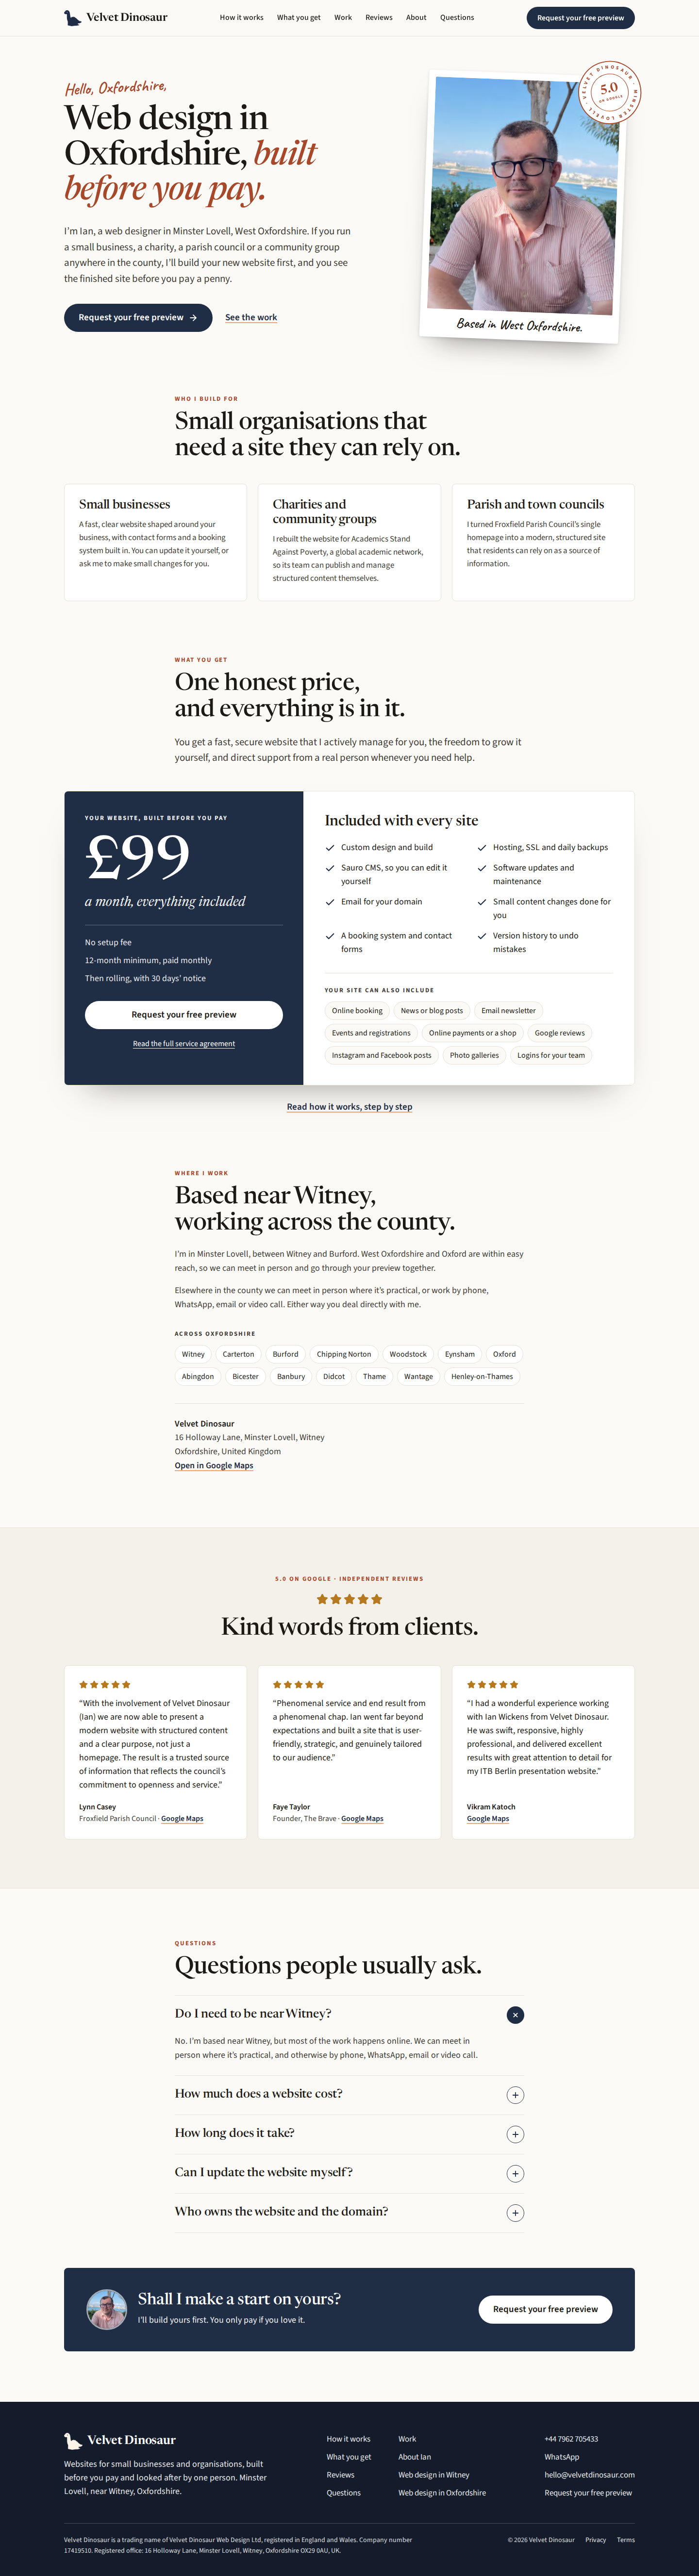 Velvet Dinosaur
How it works
What you get
Work
Reviews
About
Questions
Request your free preview
Hello, Oxfordshire,
Web design in
Oxfordshire, built
before you pay.
I'm Ian, a web designer in Minster Lovell, West Oxfordshire. If you run
a small business, a charity, a parish council or a community group
anywhere in the county, I'll build your new website first, and you see
the finished site before you pay a penny.
Request your free preview
See the work
VELVET DINOSAUR · MINSTER LOVELL ·
5.0
ON GOOGLE
Based in West Oxfordshire.
WHO I BUILD FOR
Small organisations that
need a site they can rely on.
Small businesses
A fast, clear website shaped around your
business, with contact forms and a booking
system built in. You can update it yourself, or
ask me to make small changes for you.
Charities and
community groups
I rebuilt the website for Academics Stand
Against Poverty, a global academic network,
so its team can publish and manage
structured content themselves.
Parish and town councils
I turned Froxfield Parish Council's single
homepage into a modern, structured site
that residents can rely on as a source of
information.
WHAT YOU GET
One honest price,
and everything is in it.
You get a fast, secure website that I actively manage for you, the freedom to grow it
yourself, and direct support from a real person whenever you need help.
YOUR WEBSITE, BUILT BEFORE YOU PAY
£99
a month, everything included
No setup fee
12-month minimum, paid monthly
Then rolling, with 30 days' notice
Request your free preview
Read the full service agreement
Included with every site
Custom design and build
Hosting, SSL and daily backups
Sauro CMS, so you can edit it
yourself
Software updates and
maintenance
Email for your domain
Small content changes done for
you
A booking system and contact
forms
Version history to undo
mistakes
YOUR SITE CAN ALSO INCLUDE
Online booking
News or blog posts
Email newsletter
Events and registrations
Online payments or a shop
Google reviews
Instagram and Facebook posts
Photo galleries
Logins for your team
Read how it works, step by step
WHERE I WORK
Based near Witney,
working across the county.
I'm in Minster Lovell, between Witney and Burford. West Oxfordshire and Oxford are within easy
reach, so we can meet in person and go through your preview together.
Elsewhere in the county we can meet in person where it's practical, or work by phone,
WhatsApp, email or video call. Either way you deal directly with me.
ACROSS OXFORDSHIRE
Witney
Carterton
Burford
Chipping Norton
Woodstock
Eynsham
Oxford
Abingdon
Bicester
Banbury
Didcot
Thame
Wantage
Henley-on-Thames
Velvet Dinosaur
16 Holloway Lane, Minster Lovell, Witney
Oxfordshire, United Kingdom
Open in Google Maps
5.0 ON GOOGLE · INDEPENDENT REVIEWS
Kind words from clients.
"With the involvement of Velvet Dinosaur
(Ian) we are now able to present a
modern website with structured content
and a clear purpose, not just a
homepage. The result is a trusted source
of information that reflects the council's
commitment to openness and service."
Lynn Casey
Froxfield Parish Council · Google Maps
"Phenomenal service and end result from
a phenomenal chap. Ian went far beyond
expectations and built a site that is user-
friendly, strategic, and genuinely tailored
to our audience."
Faye Taylor
Founder, The Brave · Google Maps
"I had a wonderful experience working
with Ian Wickens from Velvet Dinosaur.
He was swift, responsive, highly
professional, and delivered excellent
results with great attention to detail for
my ITB Berlin presentation website."
Vikram Katoch
Google Maps
QUESTIONS
Questions people usually ask.
Do I need to be near Witney?
No. I'm based near Witney, but most of the work happens online. We can meet in
person where it's practical, and otherwise by phone, WhatsApp, email or video call.
How much does a website cost?
How long does it take?
Can I update the website myself?
Who owns the website and the domain?
Shall I make a start on yours?
I'll build yours first. You only pay if you love it.
Request your free preview
Velvet Dinosaur
Websites for small businesses and organisations, built
before you pay and looked after by one person. Minster
Lovell, near Witney, Oxfordshire.
How it works
What you get
Reviews
Questions
Work
About Ian
Web design in Witney
Web design in Oxfordshire
+44 7962 705433
WhatsApp
hello@velvetdinosaur.com
Request your free preview
Velvet Dinosaur is a trading name of Velvet Dinosaur Web Design Ltd, registered in England and Wales. Company number
17419510. Registered office: 16 Holloway Lane, Minster Lovell, Witney, Oxfordshire OX29 0AU, UK.
© 2026 Velvet Dinosaur
Privacy
Terms